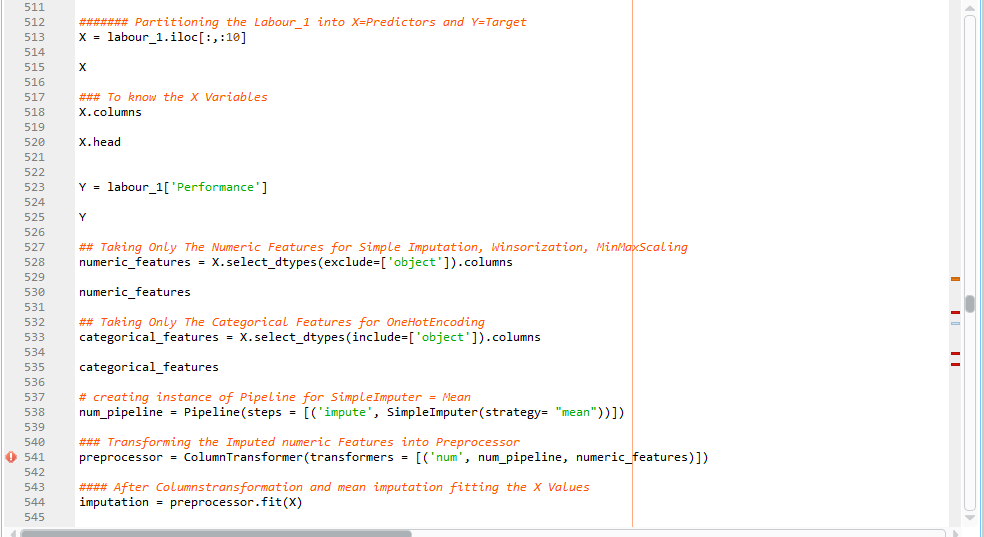 511
512 ####### Partitioning the Labour_1 into X=Predictors and Y=Target
513 X = labour_1.iloc[:,:10]
514
515 X
516
517 ### To know the X Variables
518 X.columns
519
520 X.head
521
522
523 Y = labour_1['Performance']
524
525 Y
526
527 ## Taking Only The Numeric Features for Simple Imputation, Winsorization, MinMaxScaling
528 numeric_features = X.select_dtypes(exclude=['object']).columns
529
530 numeric_features
531
532 ## Taking Only The Categorical Features for OneHotEncoding
533 categorical_features = X.select_dtypes(include=['object']).columns
534
535 categorical_features
536
537 # creating instance of Pipeline for SimpleImputer = Mean
538 num_pipeline = Pipeline(steps = [('impute', SimpleImputer(strategy= "mean"))])
539
540 ### Transforming the Imputed numeric Features into Preprocessor
541 preprocessor = ColumnTransformer(transformers = [('num', num_pipeline, numeric_features)])
542
543 #### After Columnstransformation and mean imputation fitting the X Values
544 imputation = preprocessor.fit(X)
545